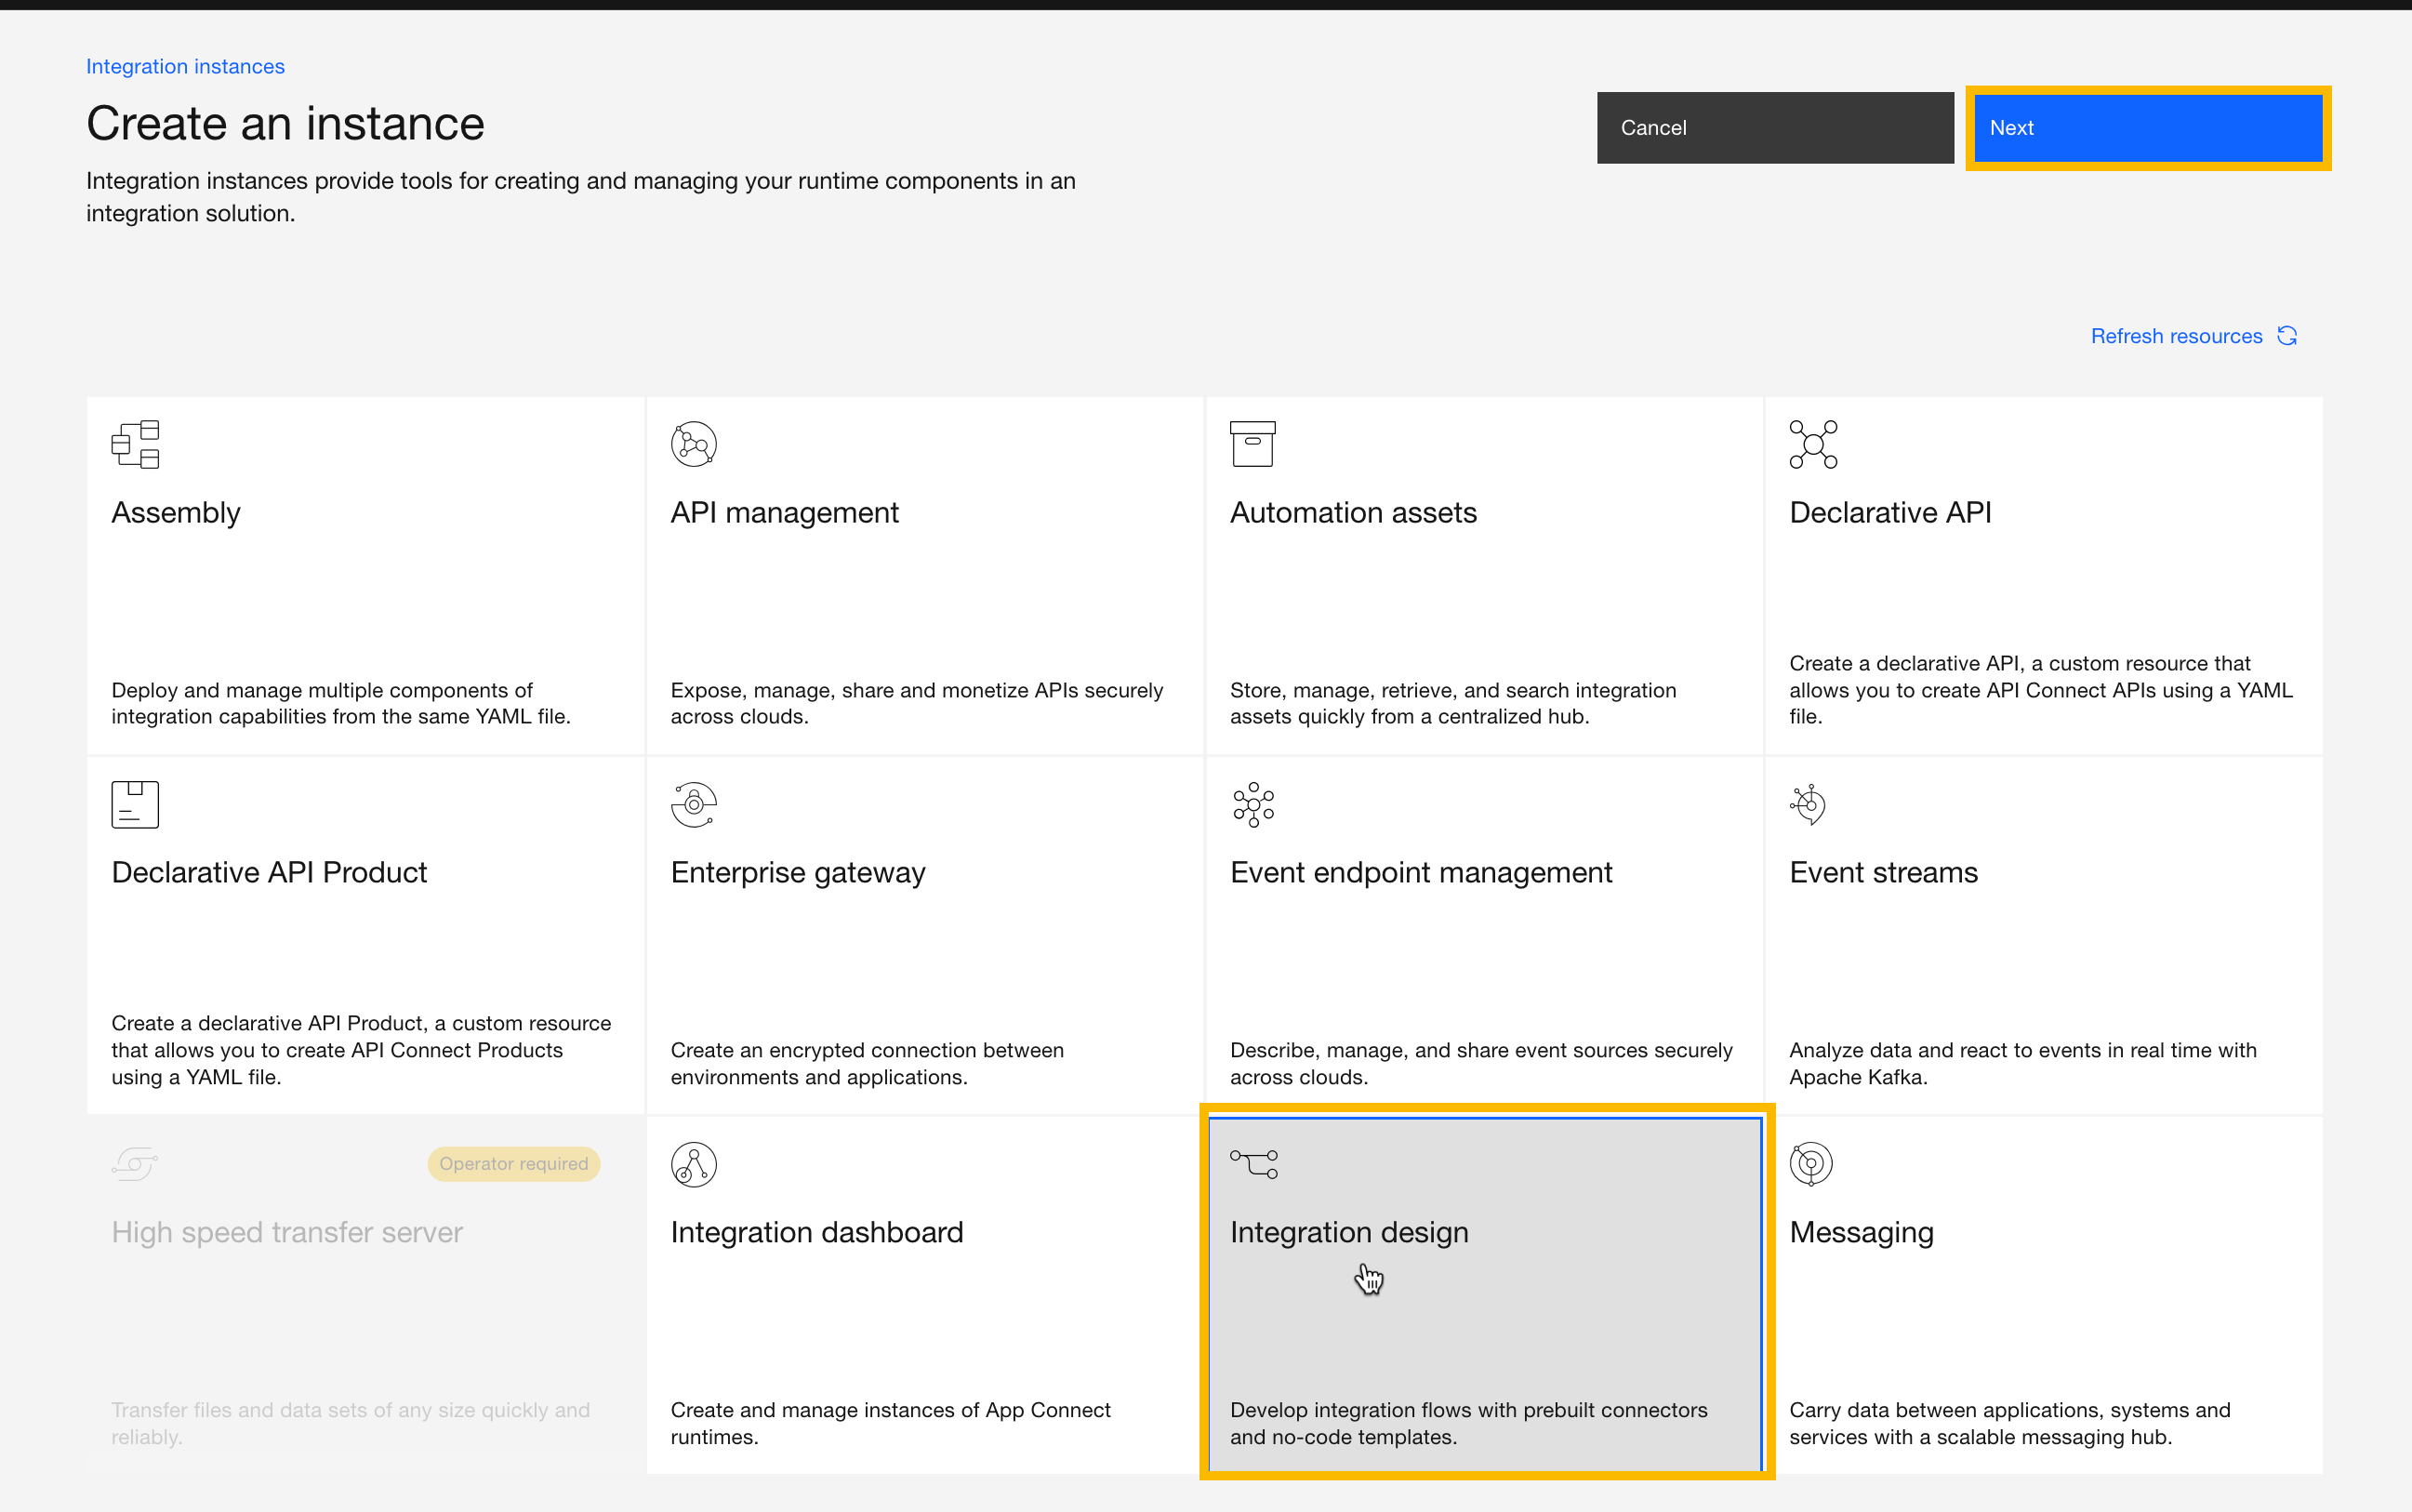 Integration instances
Create an instance
Cancel
Next
Integration instances provide tools for creating and managing your runtime components in an
integration solution.
Refresh resources
Assembly
Deploy and manage multiple components of
integration capabilities from the same YAML file.
API management
Expose, manage, share and monetize APIs securely
across clouds.
Automation assets
Store, manage, retrieve, and search integration
assets quickly from a centralized hub.
Declarative API
Create a declarative API, a custom resource that
allows you to create API Connect APIs using a YAML
file.
Declarative API Product
Create a declarative API Product, a custom resource
that allows you to create API Connect Products
using a YAML file.
Enterprise gateway
Create an encrypted connection between
environments and applications.
Event endpoint management
Describe, manage, and share event sources securely
across clouds.
Event streams
Analyze data and react to events in real time with
Apache Kafka.
Operator required
High speed transfer server
Transfer files and data sets of any size quickly and
reliably.
Integration dashboard
Create and manage instances of App Connect
runtimes.
Integration design
Develop integration flows with prebuilt connectors
and no-code templates.
Messaging
Carry data between applications, systems and
services with a scalable messaging hub.